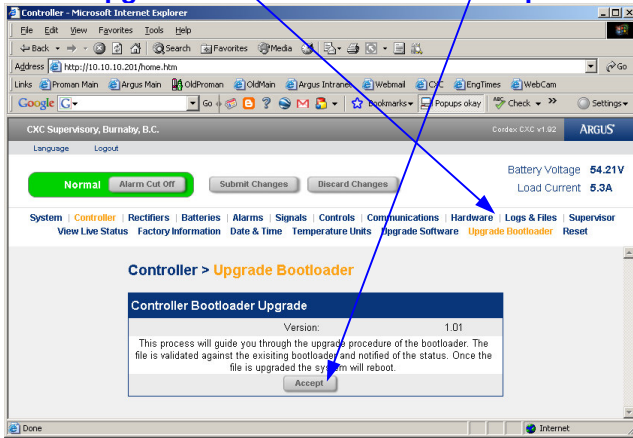 Controller - Microsoft Internet Explorer
File Edit View Favorites Tools Help
Back Search Favorites Media
Address http://10.10.10.201/home.htm Go
Links Proman Main Argus Main OldProman OldMain Argus Intranet Webmail CXC EngTimes WebCam
Google G Go Bookmarks Popups okay ABC Check » Settings
CXC Supervisory, Burnaby, B.C. Cordex CXC v1.92 ARGUS
Language Logout
Battery Voltage 54.21V
Normal Alarm Cut Off Submit Changes Discard Changes Load Current 5.3A
System | Controller | Rectifiers | Batteries | Alarms | Signals | Controls | Communications | Hardware | Logs & Files | Supervisor
View Live Status Factory Information Date & Time Temperature Units Upgrade Software Upgrade Bootloader Reset
Controller > Upgrade Bootloader
Controller Bootloader Upgrade
Version: 1.01
This process will guide you through the upgrade procedure of the bootloader. The
file is validated against the exisiting bootloader and notified of the status. Once the
file is upgraded the system will reboot.
Accept
Done Internet